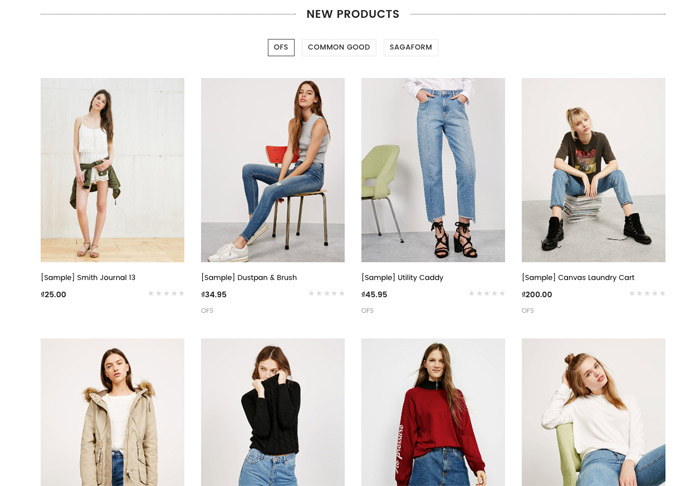 NEW PRODUCTS
OFS
COMMON GOOD
SAGAFORM
[Sample] Smith Journal 13
[Sample] Dustpan & Brush
[Sample] Utility Caddy
[Sample] Canvas Laundry Cart
₫25.00
₫34.95
₫45.95
₫200.00
OFS
OFS
OFS